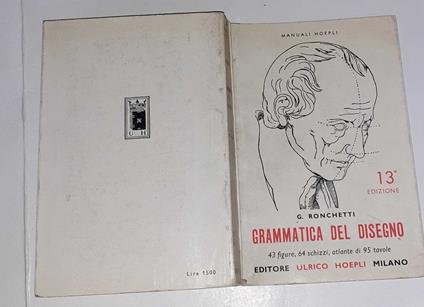 U H
Lire 1500
MANUALI HOEPLI
13ª
EDIZIONE
G. RONCHETTI
GRAMMATICA DEL DISEGNO
43 figure, 64 schizzi, atlante di 95 tavole
EDITORE ULRICO HOEPLI MILANO